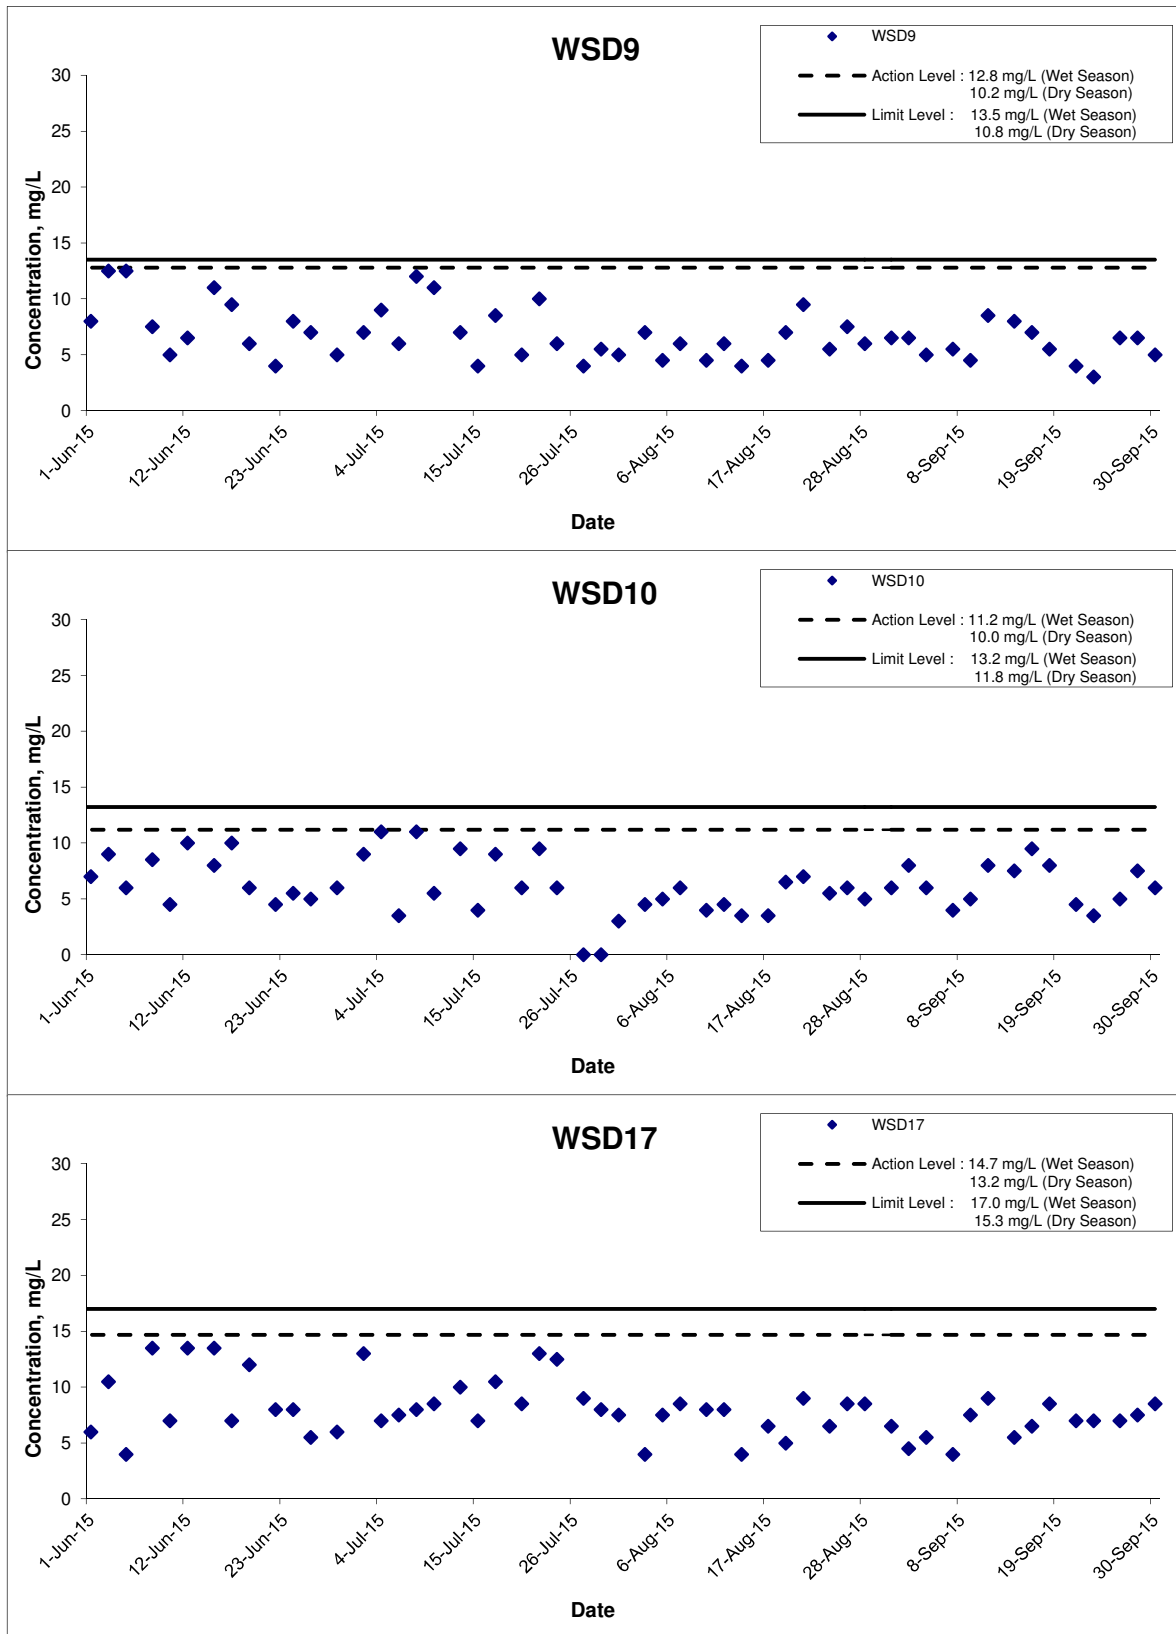 WSD9
WSD9
Action Level : 12.8 mg/L (Wet Season)
10.2 mg/L (Dry Season)
Limit Level : 13.5 mg/L (Wet Season)
10.8 mg/L (Dry Season)
Concentration, mg/L
30
25
20
15
10
5
0
1-Jun-15
12-Jun-15
23-Jun-15
4-Jul-15
15-Jul-15
26-Jul-15
6-Aug-15
17-Aug-15
28-Aug-15
8-Sep-15
19-Sep-15
30-Sep-15
Date
WSD10
WSD10
Action Level : 11.2 mg/L (Wet Season)
10.0 mg/L (Dry Season)
Limit Level : 13.2 mg/L (Wet Season)
11.8 mg/L (Dry Season)
Concentration, mg/L
30
25
20
15
10
5
0
1-Jun-15
12-Jun-15
23-Jun-15
4-Jul-15
15-Jul-15
26-Jul-15
6-Aug-15
17-Aug-15
28-Aug-15
8-Sep-15
19-Sep-15
30-Sep-15
Date
WSD17
WSD17
Action Level : 14.7 mg/L (Wet Season)
13.2 mg/L (Dry Season)
Limit Level : 17.0 mg/L (Wet Season)
15.3 mg/L (Dry Season)
Concentration, mg/L
30
25
20
15
10
5
0
1-Jun-15
12-Jun-15
23-Jun-15
4-Jul-15
15-Jul-15
26-Jul-15
6-Aug-15
17-Aug-15
28-Aug-15
8-Sep-15
19-Sep-15
30-Sep-15
Date